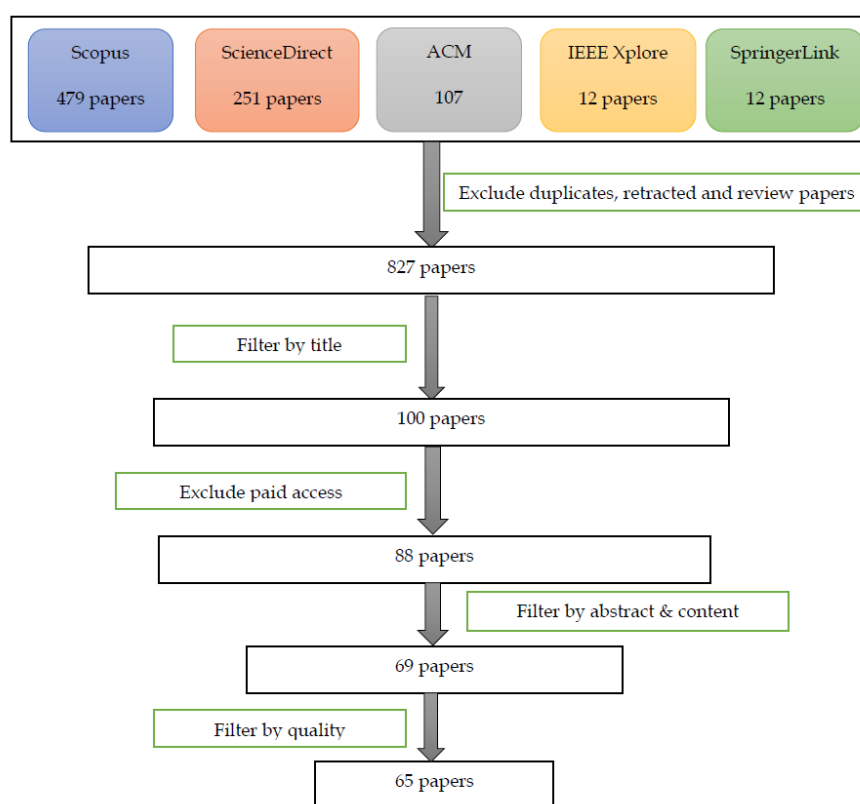 Scopus
479 papers
ScienceDirect
251 papers
ACM
107
IEEE Xplore
12 papers
SpringerLink
12 papers
Exclude duplicates, retracted and review papers
827 papers
Filter by title
100 papers
Exclude paid access
88 papers
Filter by abstract & content
69 papers
Filter by quality
65 papers